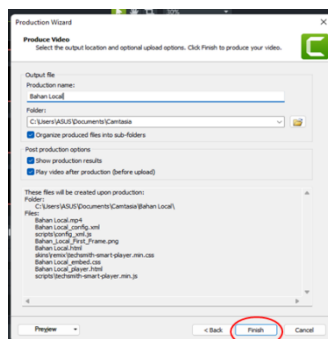 Production Wizard
Produce Video
Select the output location and optional upload options. Click Finish to produce your video.
Output file
Production name:
Bahan Local
Folder:
C:\Users\ASUS\Documents\Camtasia
Organize produced files into sub-folders
Post production options
Show production results
Play video after production (before upload)
These files will be created upon production:
Folder:
C:\Users\ASUS\Documents\Camtasia\Bahan Local\
Files:
Bahan Local.mp4
Bahan Local_config.xml
scripts\config_xml.js
Bahan_Local_First_Frame.png
Bahan Local.html
skins\remix\techsmith-smart-player.min.css
Bahan Local_embed.css
Bahan Local_player.html
scripts\techsmith-smart-player.min.js
Preview
< Back
Finish
Cancel